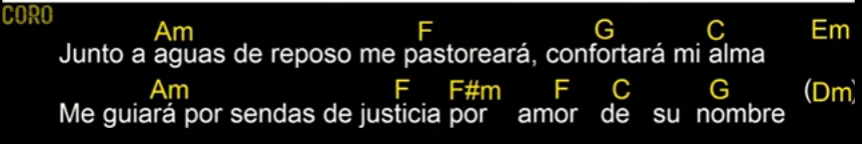 CORO
Am F G C Em
Junto a aguas de reposo me pastoreará, confortará mi alma
Am F F#m F C G (Dm)
Me guiará por sendas de justicia por amor de su nombre